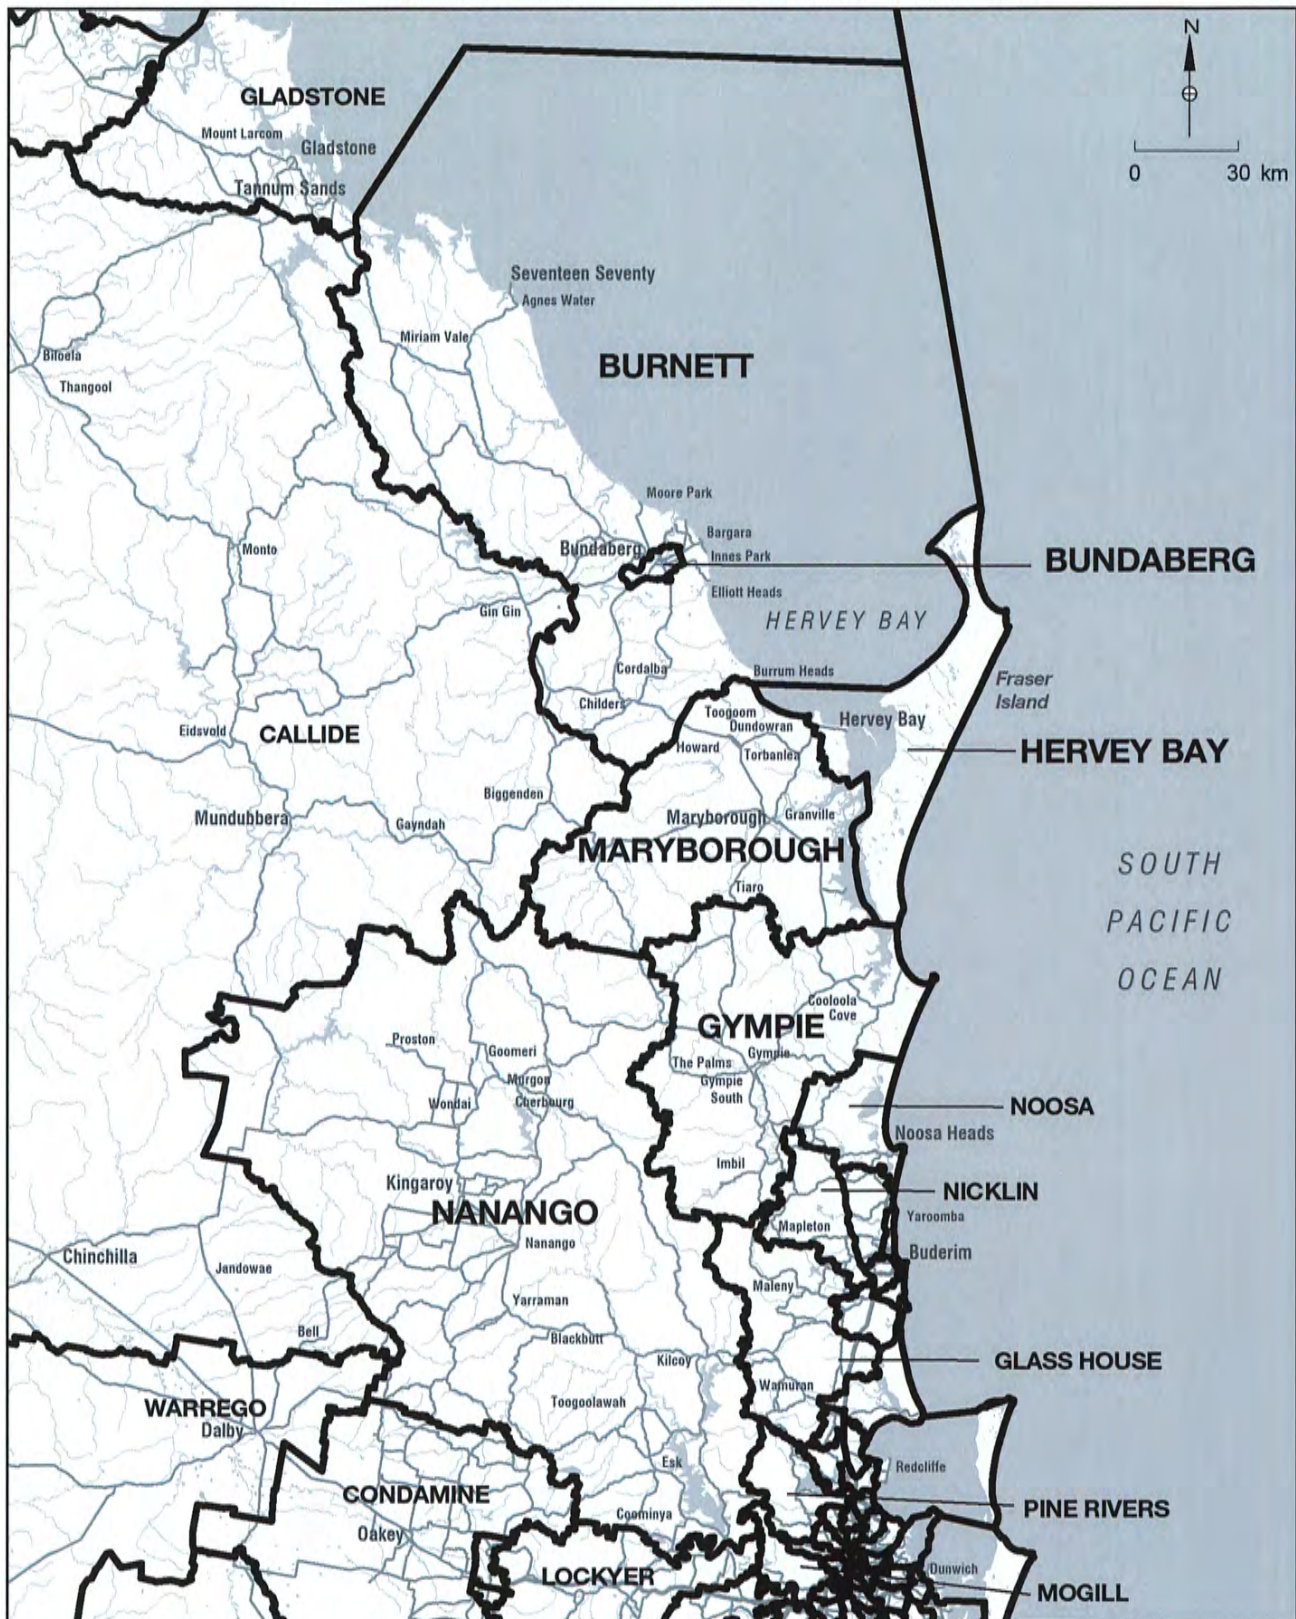 N
GLADSTONE
Mount Larcom
Gladstone
0 30 km
Tannum Sands
Seventeen Seventy
Agnes Water
Miriam Vale
Biloela
BURNETT
Thangool
Moore Park
Bargara
Monto
Bundaberg
Innes Park
BUNDABERG
Elliott Heads
Gin Gin
HERVEY BAY
Cordalba
Burrum Heads
Fraser
Island
Childers
Toogoom
Hervey Bay
Dundowran
Eidsvold
CALLIDE
Howard
Torbanlea
HERVEY BAY
Biggenden
Mundubbera
Gayndah
Maryborough
Granville
MARYBOROUGH
SOUTH
PACIFIC
OCEAN
Tiaro
Cooloola
Cove
GYMPIE
Proston
Goomeri
The Palms
Gympie
Gympie
South
Murgon
Wondai
Cherbourg
NOOSA
Noosa Heads
Imbil
Kingaroy
NICKLIN
NANANGO
Mapleton
Yaroomba
Nanango
Buderim
Chinchilla
Jandowae
Maleny
Yarraman
Bell
Blackbutt
Kilcoy
GLASS HOUSE
Wamuran
WARREGO
Dalby
Toogoolawah
Esk
Redcliffe
CONDAMINE
PINE RIVERS
Coominya
Oakey
LOCKYER
Dunwich
MOGILL